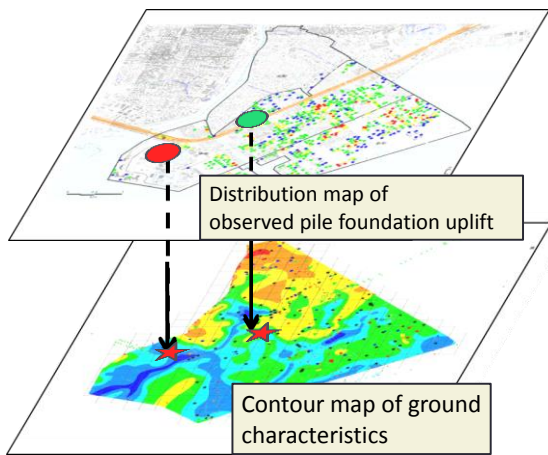 Distribution map of
observed pile foundation uplift
Contour map of ground
characteristics